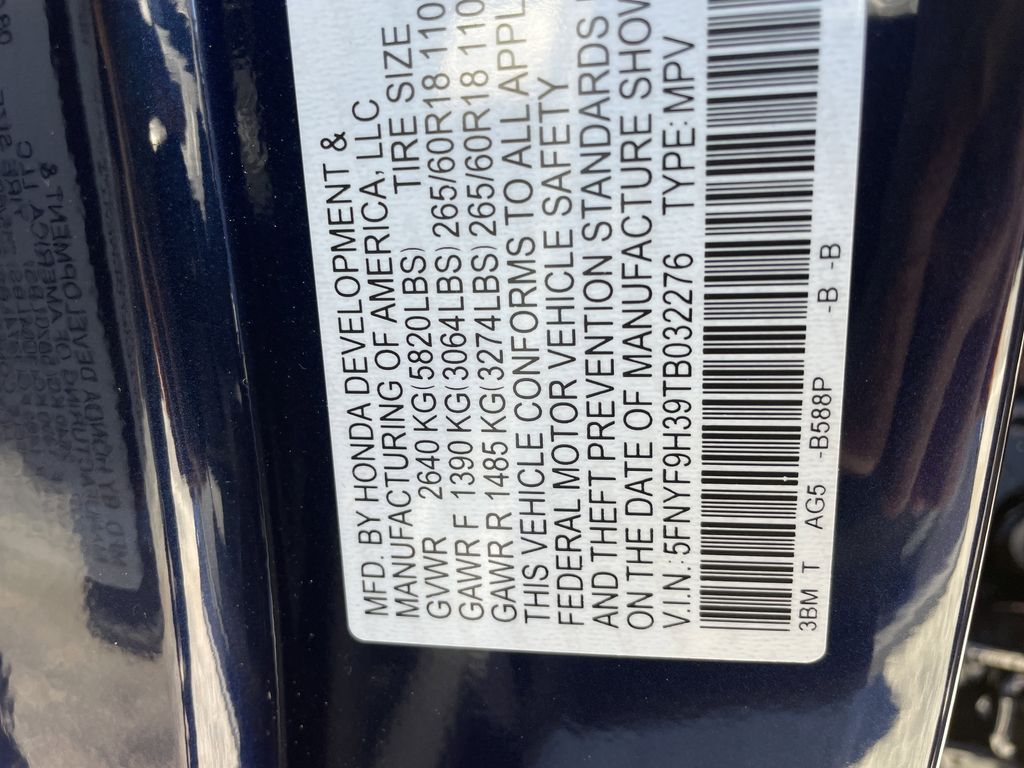 MFD. BY HONDA DEVELOPMENT &
MANUFACTURING OF AMERICA, LLC
GVWR 2640 KG(5820LBS) TIRE SIZE
GAWR F 1390 KG(3064LBS)265/60R18 110
GAWR R 1485 KG(3274LBS)265/60R18 110
THIS VEHICLE CONFORMS TO ALL APPL
FEDERAL MOTOR VEHICLE SAFETY
AND THEFT PREVENTION STANDARDS
ON THE DATE OF MANUFACTURE SHOW
V.I.N.:5FNYF9H39TB032276 TYPE:MPV
3BM T AG5 -B588P -B -B